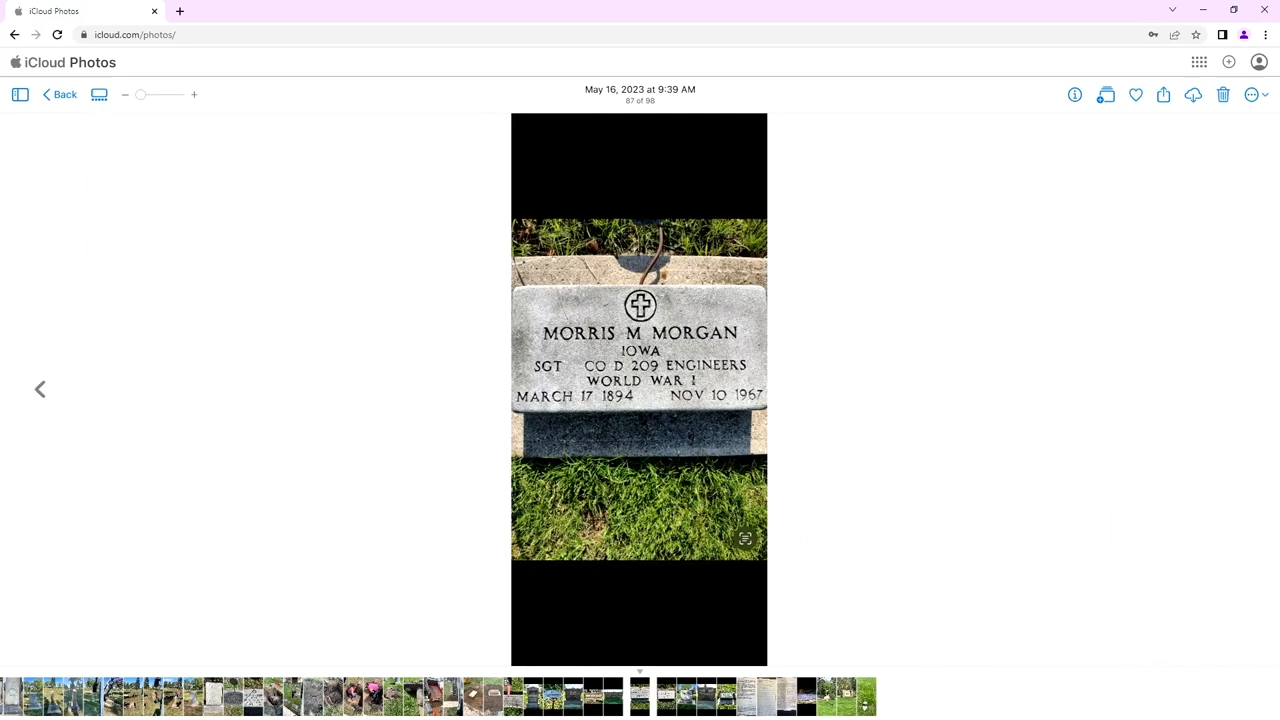 iCloud Photos
icloud.com/photos/
iCloud Photos
Back
May 16, 2023 at 9:39 AM
87 of 98
MORRIS M MORGAN
IOWA
SGT CO D 209 ENGINEERS
WORLD WAR I
MARCH 17 1894 NOV 10 1967